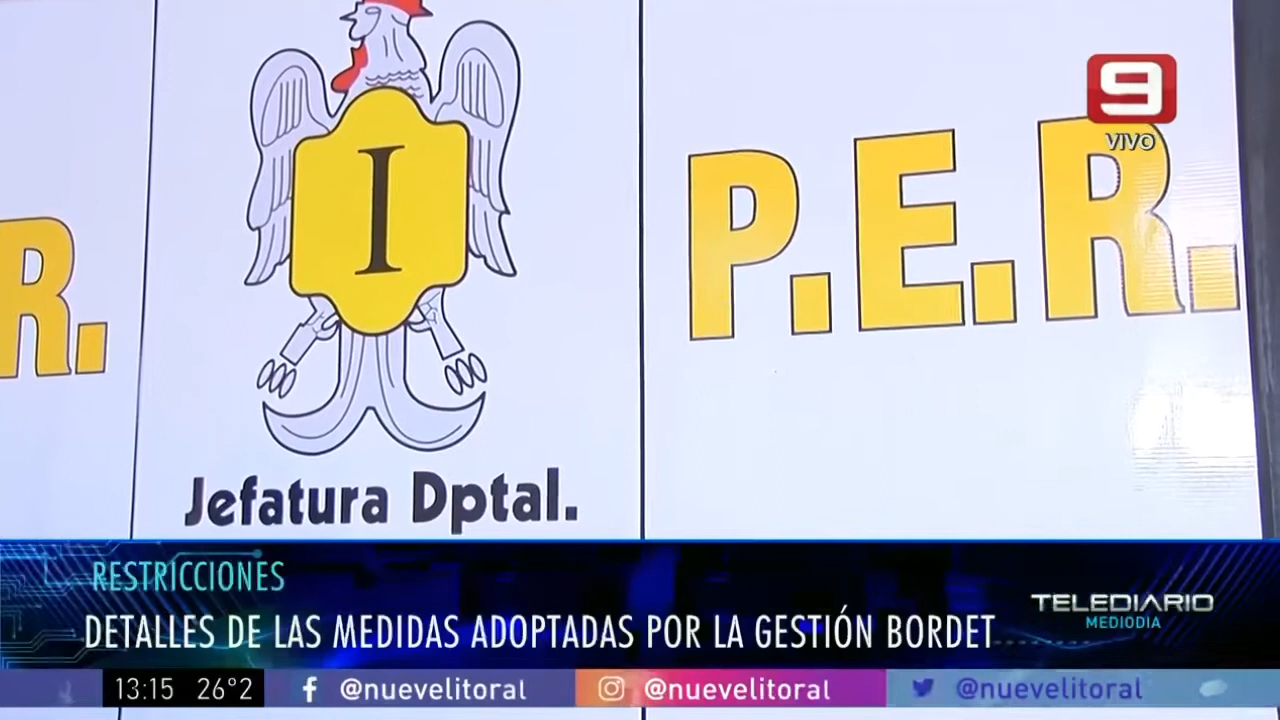 9
VIVO
I
P.E.R.
R.
Jefatura Dptal.
RESTRICCIONES
DETALLES DE LAS MEDIDAS ADOPTADAS POR LA GESTIÓN BORDET
TELEDIARIO
MEDIODÍA
13:15 26°2 @nuevelitoral @nuevelitoral @nuevelitoral